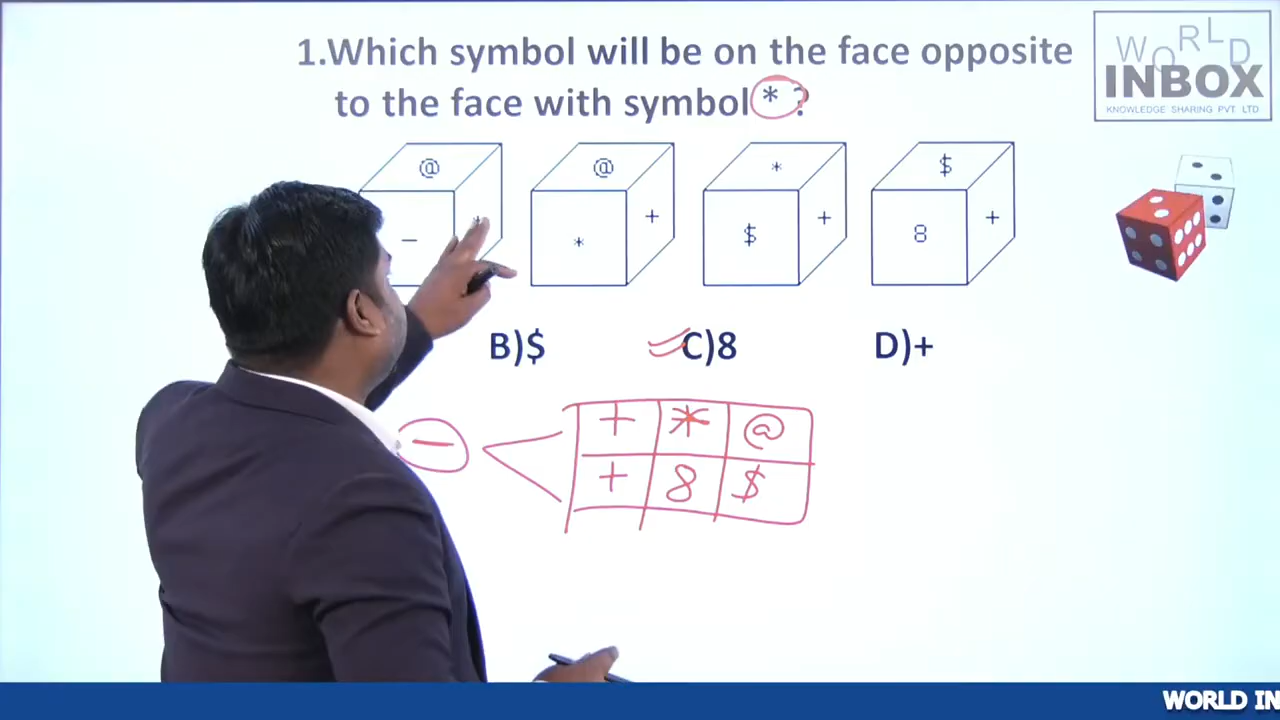 1.Which symbol will be on the face opposite
to the face with symbol * ?
WORLD
INBOX
KNOWLEDGE SHARING PVT. LTD
@
−
@
*
+
*
$
+
$
8
+
B)$ C)8 D)+
−
+ * @
+ 8 $
WORLD IN